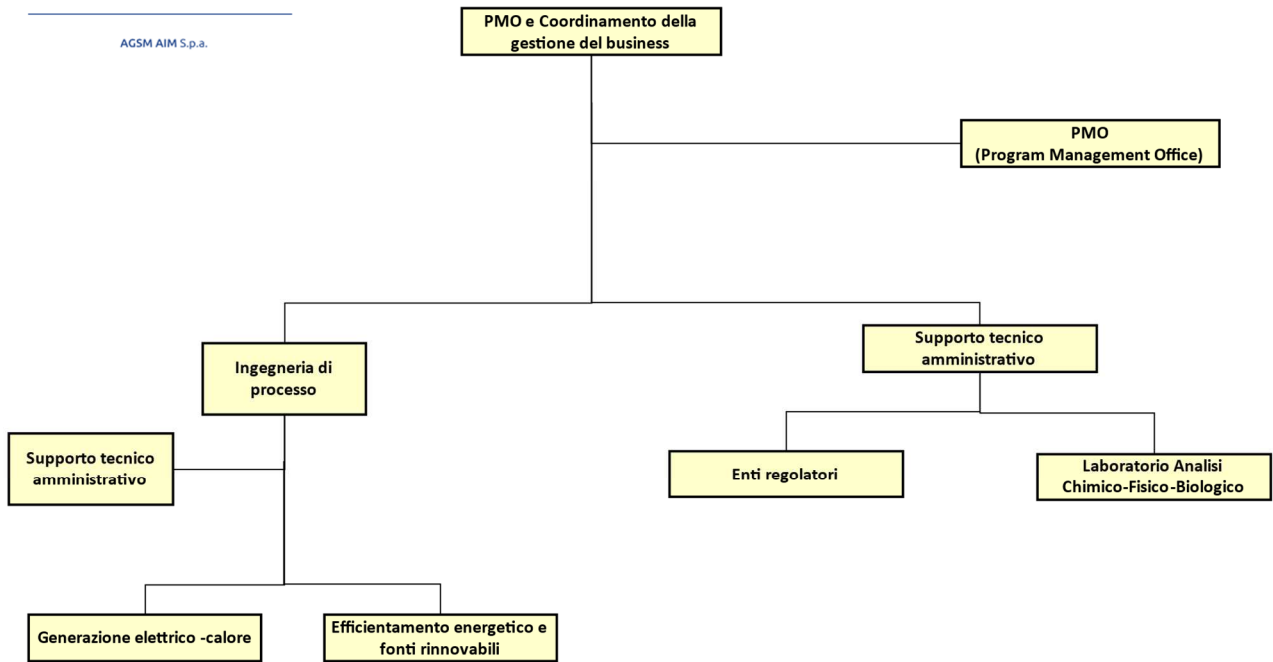 AGSM AIM S.p.a.
PMO e Coordinamento della
gestione del business
PMO
(Program Management Office)
Ingegneria di
processo
Supporto tecnico
amministrativo
Supporto tecnico
amministrativo
Enti regolatori
Laboratorio Analisi
Chimico-Fisico-Biologico
Generazione elettrico -calore
Efficientamento energetico e
fonti rinnovabili